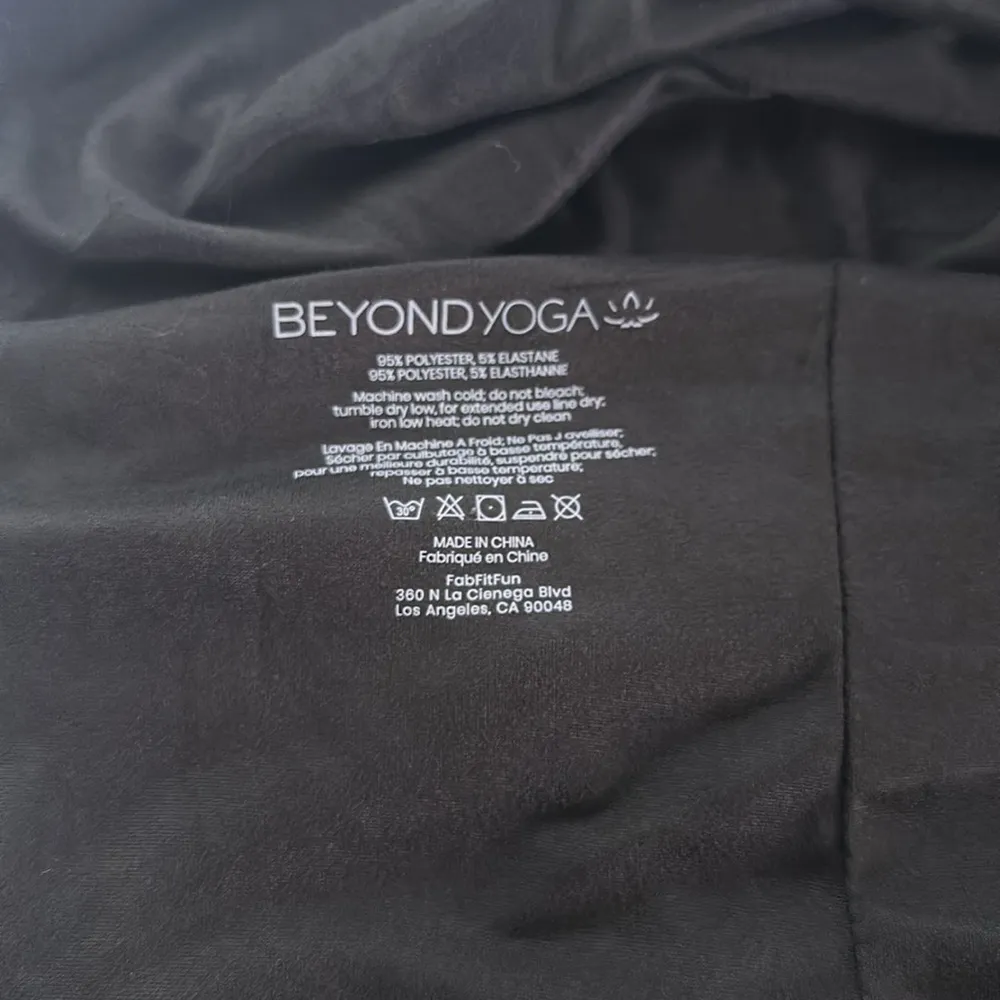 BEYOND YOGA
95% POLYESTER, 5% ELASTANE
95% POLYESTER, 5% ELASTHANNE
Machine wash cold; do not bleach;
tumble dry low, for extended use line dry;
iron low heat; do not dry clean
Lavage En Machine A Froid; Ne Pas J avelliser;
Sécher par culbutage à basse température,
pour une meilleure durabilité, suspendre pour sécher;
repasser à basse temperature;
Ne pas nettoyer à sec
30°
MADE IN CHINA
Fabriqué en Chine
FabFitFun
360 N La Cienega Blvd
Los Angeles, CA 90048